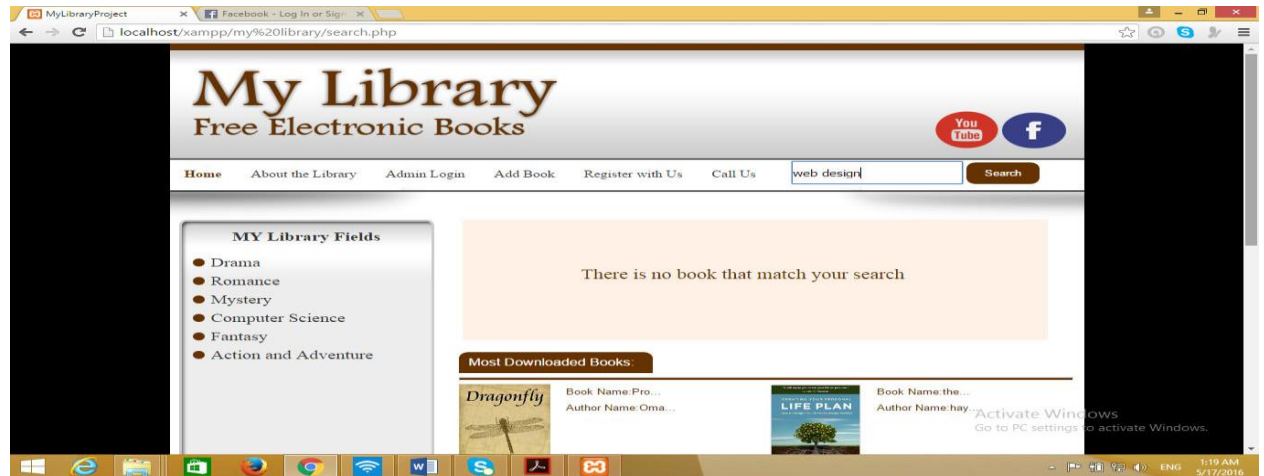 MyLibraryProject
Facebook - Log In or Sign
localhost/xampp/my%20library/search.php
My Library
Free Electronic Books
You
Tube
f
Home About the Library Admin Login Add Book Register with Us Call Us web design Search
MY Library Fields
Drama
Romance
Mystery
Computer Science
Fantasy
Action and Adventure
There is no book that match your search
Most Downloaded Books:
Dragonfly
Book Name:Pro...
Author Name:Oma...
LIFE PLAN
Book Name:the...
Author Name:hay...
Activate Windows
Go to PC settings to activate Windows.
ENG
1:19 AM
5/17/2016